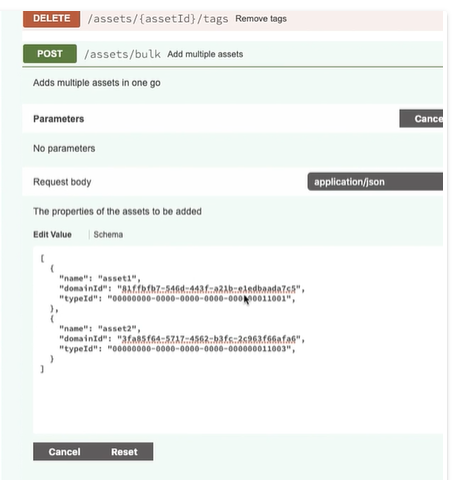 DELETE /assets/{assetId}/tags Remove tags
POST /assets/bulk Add multiple assets
Adds multiple assets in one go
Parameters
Cance
No parameters
Request body
application/json
The properties of the assets to be added
Edit Value | Schema
[
{
"name": "asset1",
"domainId": "81ffbfb7-546d-443f-a21b-e1edbaada7c5",
"typeId": "00000000-0000-0000-0000-000000011001",
},
{
"name": "asset2",
"domainId": "3fa85f64-5717-4562-b3fc-2c963f66afa6",
"typeId": "00000000-0000-0000-0000-000000011003",
}
]
Cancel Reset